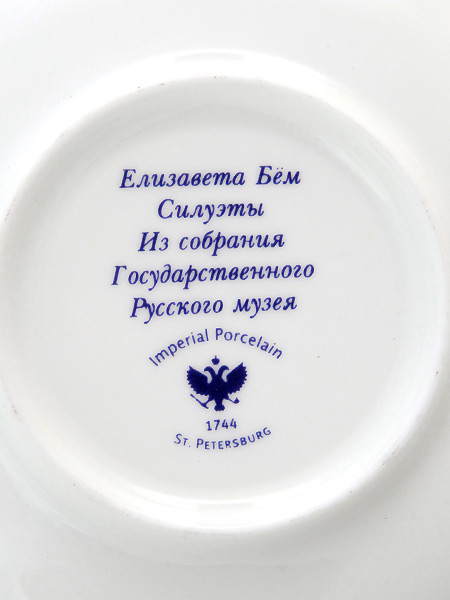 Елизавета Бём
Силуэты
Из собрания
Государственного
Русского музея
Imperial Porcelain
1744
St. Petersburg